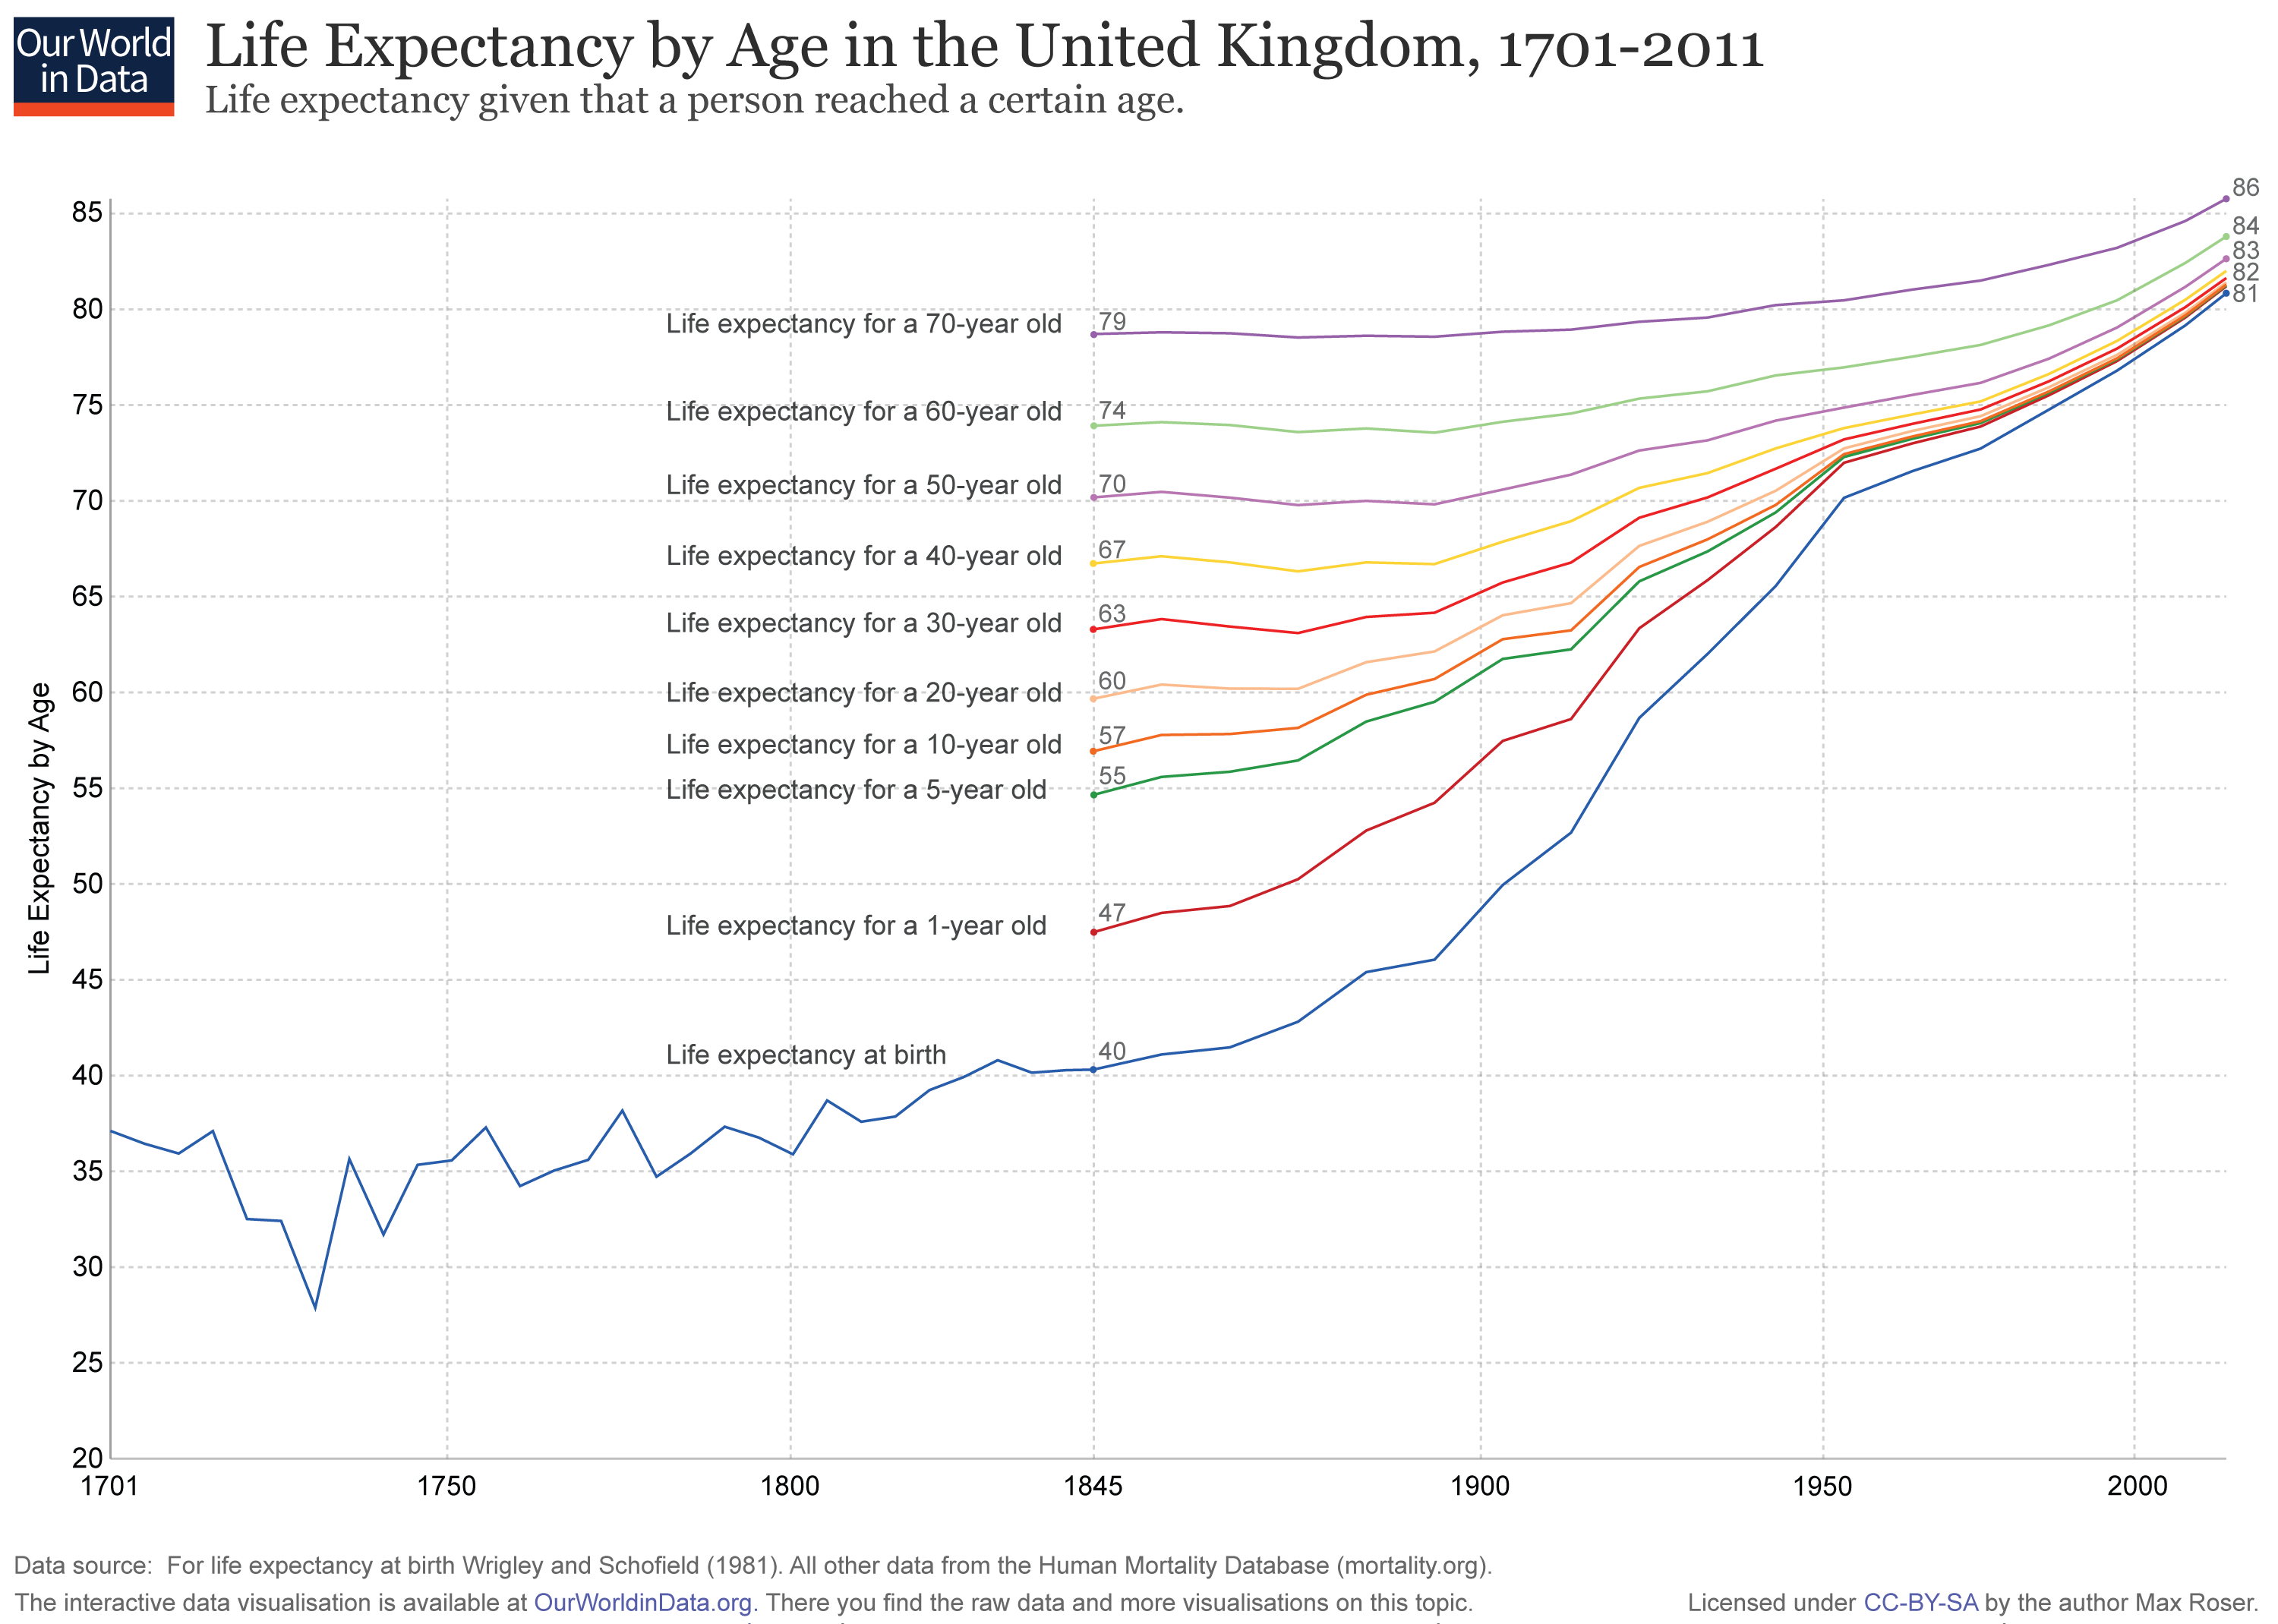 Our World
in Data
Life Expectancy by Age in the United Kingdom, 1701-2011
Life expectancy given that a person reached a certain age.
86
85
84
83
82
81
80
Life expectancy for a 70-year old
79
75
Life expectancy for a 60-year old
74
Life expectancy for a 50-year old
70
70
Life expectancy for a 40-year old
67
65
Life expectancy for a 30-year old
63
60
Life expectancy for a 20-year old
60
Life expectancy for a 10-year old
57
55
Life expectancy for a 5-year old
55
Life expectancy by Age
50
Life expectancy for a 1-year old
47
45
Life expectancy at birth
40
40
35
30
25
20
1701
1750
1800
1845
1900
1950
2000
Data source: For life expectancy at birth Wrigley and Schofield (1981). All other data from the Human Mortality Database (mortality.org).
The interactive data visualisation is available at OurWorldinData.org. There you find the raw data and more visualisations on this topic.
Licensed under CC-BY-SA by the author Max Roser.